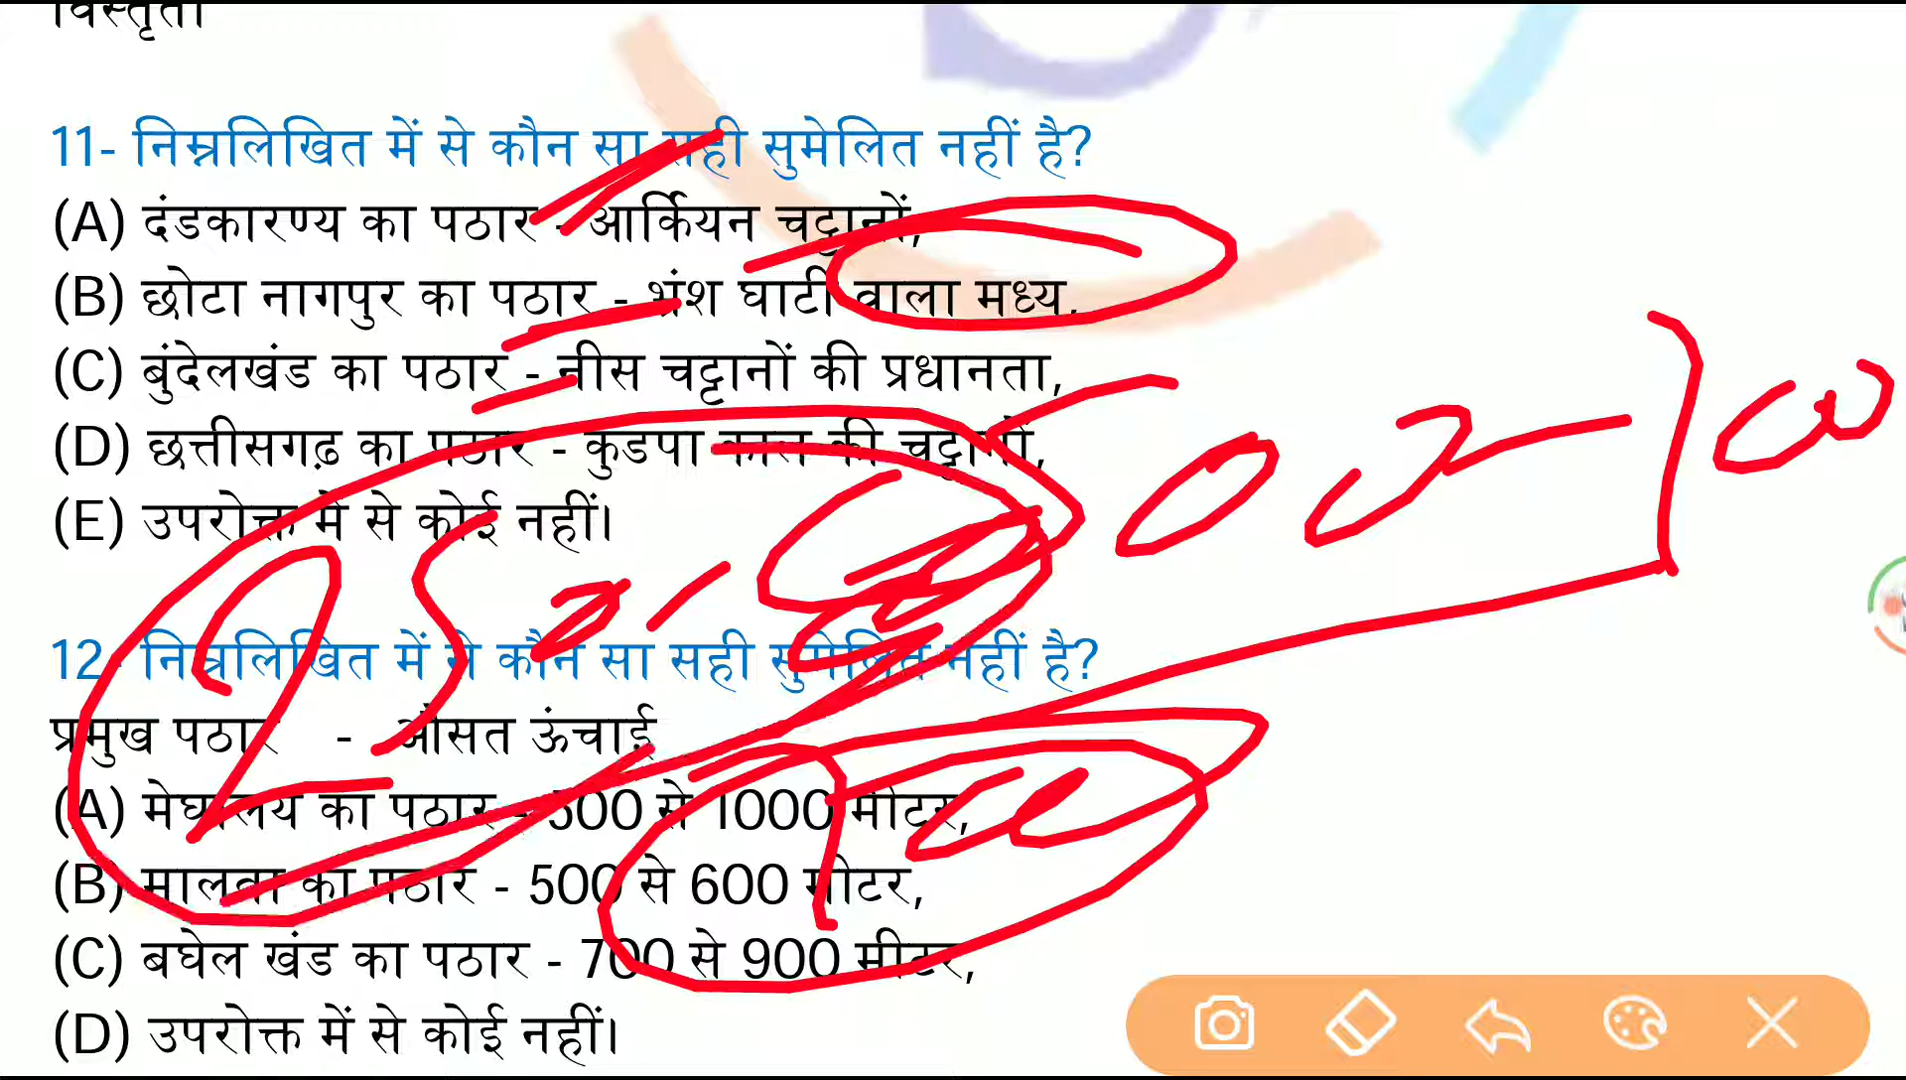 विस्तृत।
11- निम्नलिखित में से कौन सा सही सुमेलित नहीं है?
(A) दंडकारण्य का पठार - आर्कियन चट्टानों,
(B) छोटा नागपुर का पठार - भ्रंश घाटी वाला मध्य,
(C) बुंदेलखंड का पठार - नीस चट्टानों की प्रधानता,
(D) छत्तीसगढ़ का पठार - कुडपा काल की चट्टानों,
(E) उपरोक्त में से कोई नहीं।
12- निम्नलिखित में से कौन सा सही सुमेलित नहीं है?
प्रमुख पठार - औसत ऊंचाई
(A) मेघालय का पठार - 500 से 1000 मीटर,
(B) मालवा का पठार - 500 से 600 मीटर,
(C) बघेल खंड का पठार - 700 से 900 मीटर,
(D) उपरोक्त में से कोई नहीं।